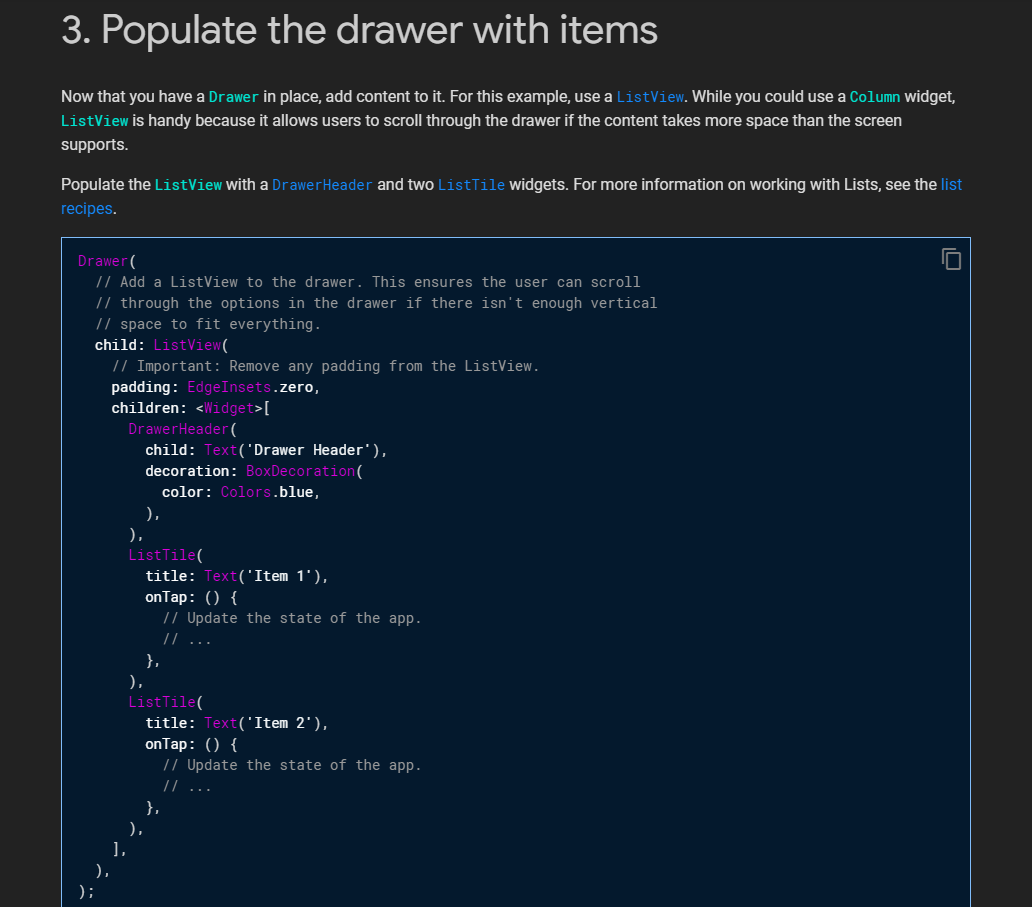 3. Populate the drawer with items
Now that you have a Drawer in place, add content to it. For this example, use a ListView. While you could use a Column widget,
ListView is handy because it allows users to scroll through the drawer if the content takes more space than the screen
supports.
Populate the ListView with a DrawerHeader and two ListTile widgets. For more information on working with Lists, see the list
recipes.
Drawer(
  // Add a ListView to the drawer. This ensures the user can scroll
  // through the options in the drawer if there isn't enough vertical
  // space to fit everything.
  child: ListView(
    // Important: Remove any padding from the ListView.
    padding: EdgeInsets.zero,
    children: <Widget>[
      DrawerHeader(
        child: Text('Drawer Header'),
        decoration: BoxDecoration(
          color: Colors.blue,
        ),
      ),
      ListTile(
        title: Text('Item 1'),
        onTap: () {
          // Update the state of the app.
          // ...
        },
      ),
      ListTile(
        title: Text('Item 2'),
        onTap: () {
          // Update the state of the app.
          // ...
        },
      ),
    ],
  ),
);